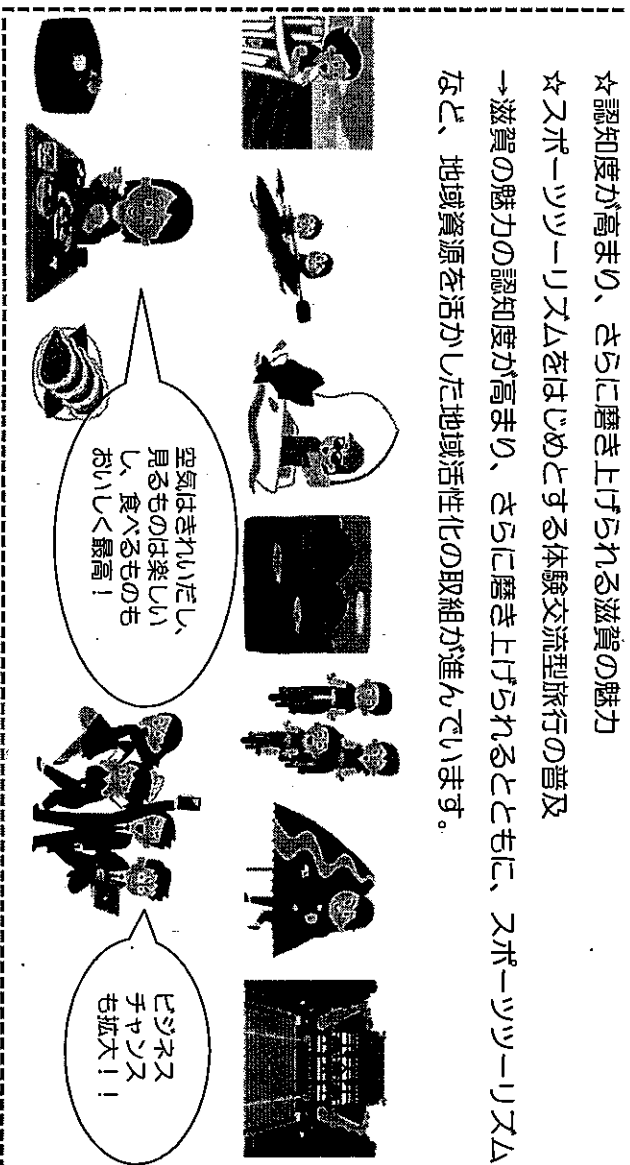 ☆認知度が高まり、さらに磨き上げられる滋賀の魅力
☆スポーツツーリズムをはじめとする体験交流型旅行の普及
→滋賀の魅力の認知度が高まり、さらに磨き上げられるとともに、スポーツツーリズム
など、地域資源を活かした地域活性化の取組が進んでいます。
空気はきれいだし、
見るものは楽しい
し、食べるものも
おいしく最高！
ビジネス
チャンス
も拡大！！